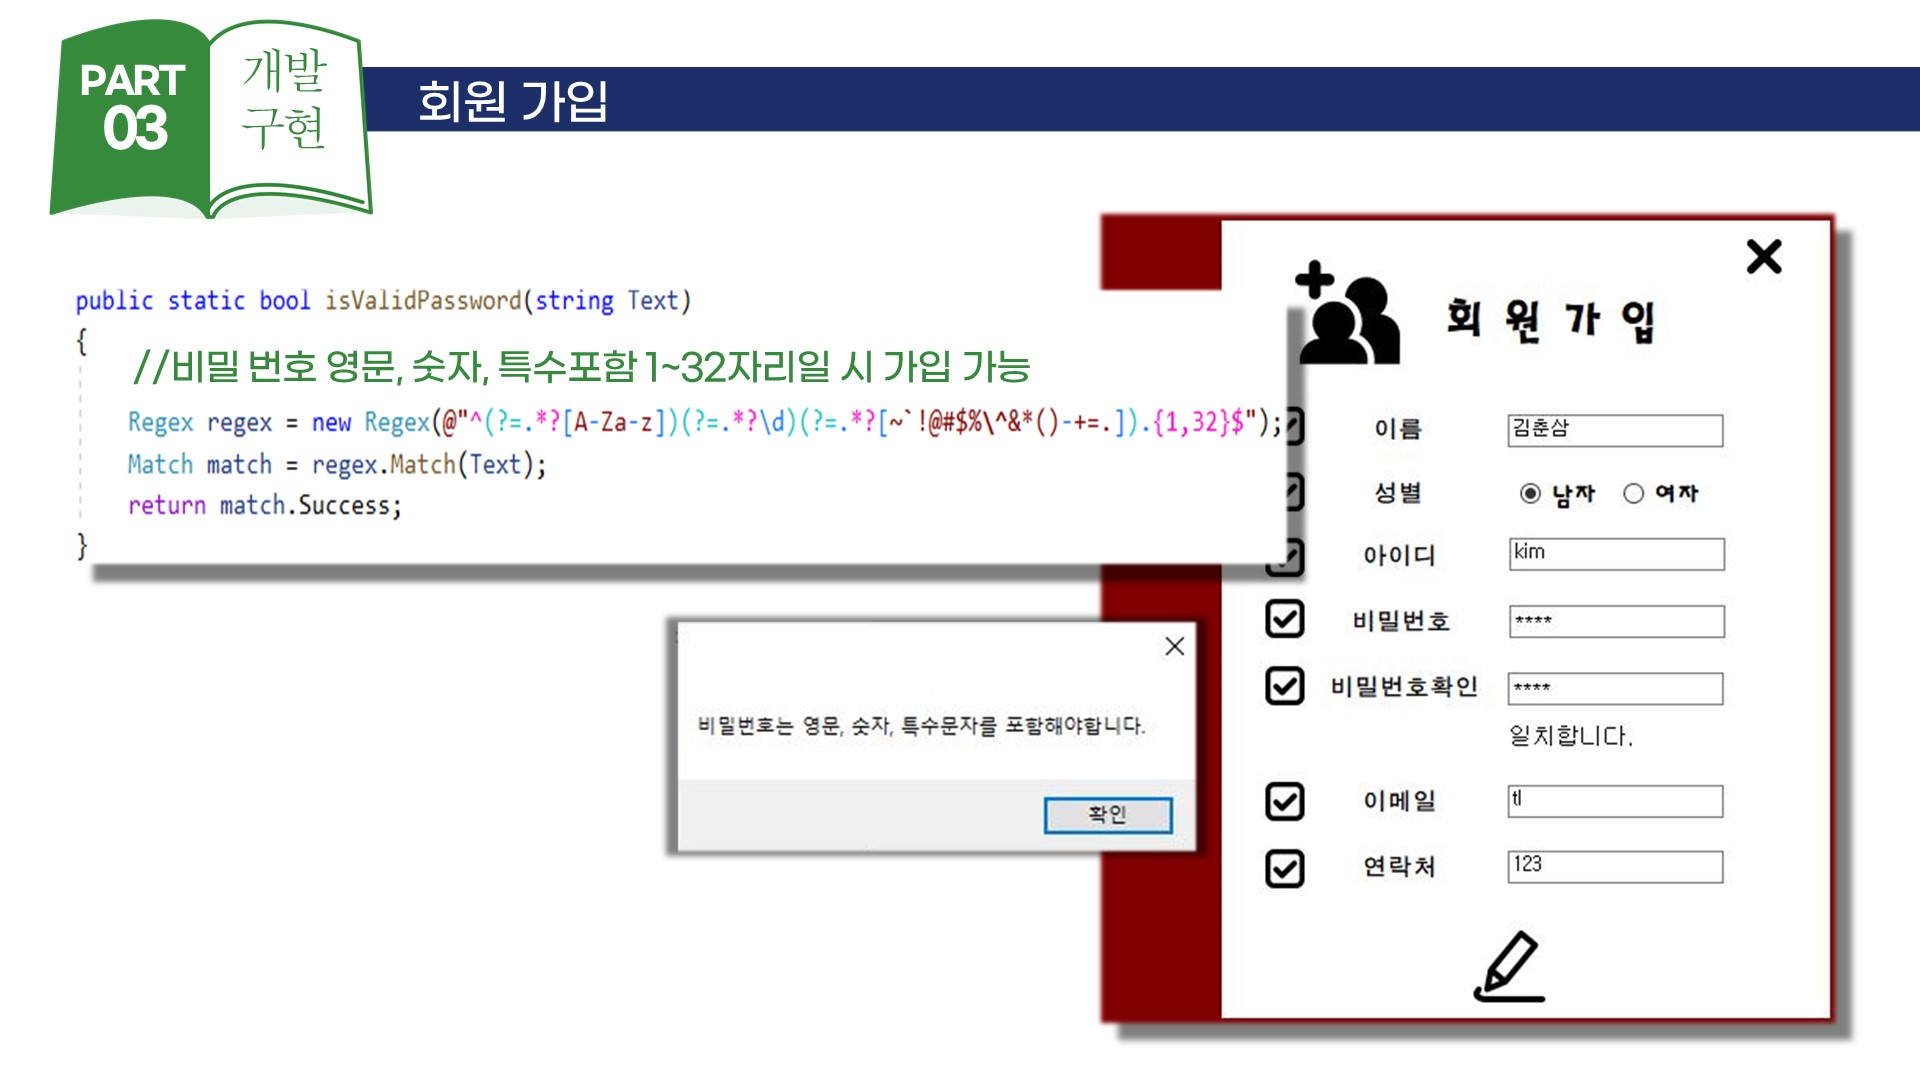 PART
03
개발
구현
회원 가입
public static bool isValidPassword(string Text)
{
//비밀 번호 영문, 숫자, 특수포함 1~32자리일 시 가입 가능
Regex regex = new Regex(@"^(?=.*?[A-Za-z])(?=.*?\d)(?=.*?[~`!@#$%\^&*()-+=.]).{1,32}$");
Match match = regex.Match(Text);
return match.Success;
}
비밀번호는 영문, 숫자, 특수문자를 포함해야합니다.
확인
회 원 가 입
이름 김춘삼
성별 남자 여자
아이디 kim
비밀번호 ****
비밀번호확인 ****
일치합니다.
이메일 tl
연락처 123